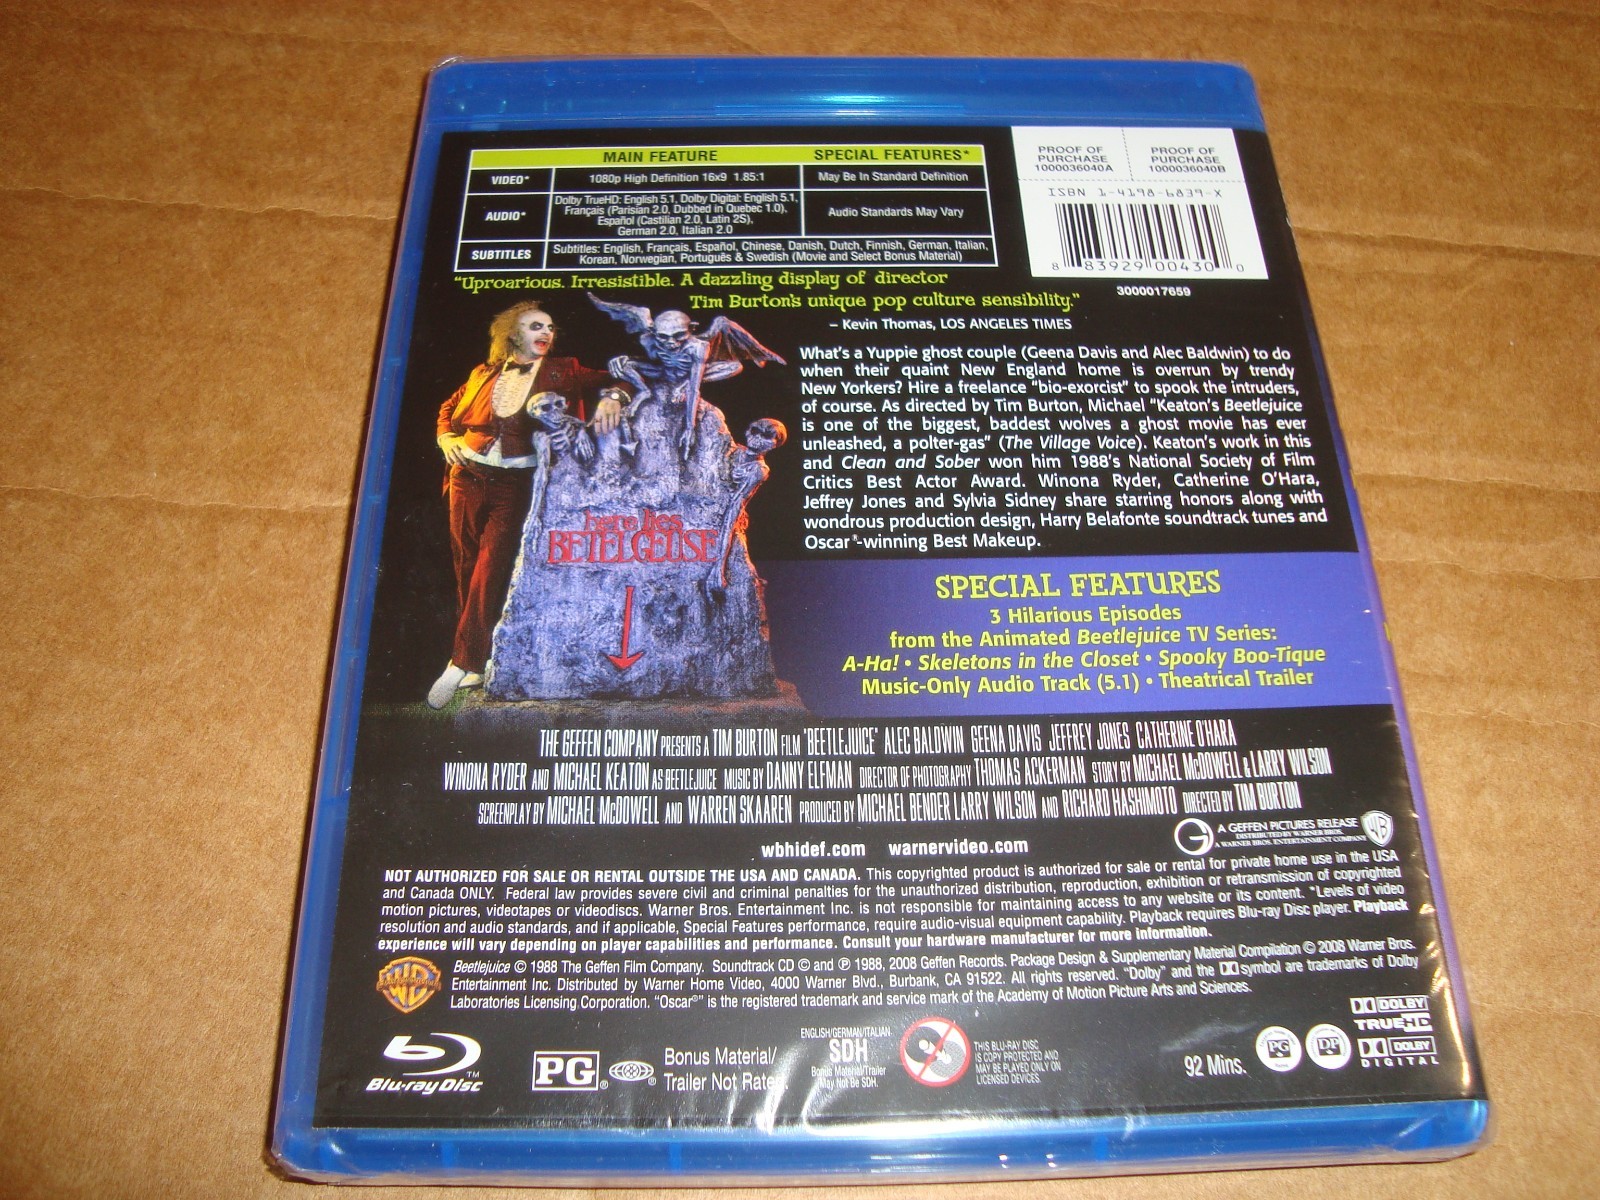 MAIN FEATURE SPECIAL FEATURES*
VIDEO* 1080p High Definition 16x9 1.85:1 May Be In Standard Definition
AUDIO* Dolby TrueHD: English 5.1, Dolby Digital: English 5.1,
Français (Parisian 2.0, Dubbed in Quebec 1.0),
Español (Castilian 2.0, Latin 2S),
German 2.0, Italian 2.0
Audio Standards May Vary
SUBTITLES Subtitles: English, Français, Español, Chinese, Danish, Dutch, Finnish, German, Italian,
Korean, Norwegian, Português & Swedish (Movie and Select Bonus Material)
PROOF OF
PURCHASE
1000036040A
PROOF OF
PURCHASE
1000036040B
ISBN 1-4198-6839-X
8 83929 00430 0
3000017659
"Uproarious. Irresistible. A dazzling display of director
Tim Burton's unique pop culture sensibility."
– Kevin Thomas, LOS ANGELES TIMES
What's a Yuppie ghost couple (Geena Davis and Alec Baldwin) to do
when their quaint New England home is overrun by trendy
New Yorkers? Hire a freelance "bio-exorcist" to spook the intruders,
of course. As directed by Tim Burton, Michael "Keaton's Beetlejuice
is one of the biggest, baddest wolves a ghost movie has ever
unleashed, a polter-gas" (The Village Voice). Keaton's work in this
and Clean and Sober won him 1988's National Society of Film
Critics Best Actor Award. Winona Ryder, Catherine O'Hara,
Jeffrey Jones and Sylvia Sidney share starring honors along with
wondrous production design, Harry Belafonte soundtrack tunes and
Oscar®-winning Best Makeup.
here lies
BETELGEUSE
SPECIAL FEATURES
3 Hilarious Episodes
from the Animated Beetlejuice TV Series:
A-Ha! • Skeletons in the Closet • Spooky Boo-Tique
Music-Only Audio Track (5.1) • Theatrical Trailer
THE GEFFEN COMPANY PRESENTS A TIM BURTON FILM "BEETLEJUICE" ALEC BALDWIN GEENA DAVIS JEFFREY JONES CATHERINE O'HARA
WINONA RYDER AND MICHAEL KEATON AS BEETLEJUICE MUSIC BY DANNY ELFMAN DIRECTOR OF PHOTOGRAPHY THOMAS ACKERMAN STORY BY MICHAEL McDOWELL & LARRY WILSON
SCREENPLAY BY MICHAEL McDOWELL AND WARREN SKAAREN PRODUCED BY MICHAEL BENDER LARRY WILSON AND RICHARD HASHIMOTO DIRECTED BY TIM BURTON
G A GEFFEN PICTURES RELEASE
DISTRIBUTED BY WARNER BROS.
A WARNER BROS. ENTERTAINMENT COMPANY
WB
wbhidef.com warnervideo.com
NOT AUTHORIZED FOR SALE OR RENTAL OUTSIDE THE USA AND CANADA. This copyrighted product is authorized for sale or rental for private home use in the USA
and Canada ONLY. Federal law provides severe civil and criminal penalties for the unauthorized distribution, reproduction, exhibition or retransmission of copyrighted
motion pictures, videotapes or videodiscs. Warner Bros. Entertainment Inc. is not responsible for maintaining access to any website or its content. *Levels of video
resolution and audio standards, and if applicable, Special Features performance, require audio-visual equipment capability. Playback requires Blu-ray Disc player. Playback
experience will vary depending on player capabilities and performance. Consult your hardware manufacturer for more information.
WB
Beetlejuice © 1988 The Geffen Film Company. Soundtrack CD © and ℗ 1988, 2008 Geffen Records. Package Design & Supplementary Material Compilation © 2008 Warner Bros.
Entertainment Inc. Distributed by Warner Home Video, 4000 Warner Blvd., Burbank, CA 91522. All rights reserved. "Dolby" and the DD symbol are trademarks of Dolby
Laboratories Licensing Corporation. "Oscar®" is the registered trademark and service mark of the Academy of Motion Picture Arts and Sciences.
Blu-ray Disc™
PG®
Bonus Material/
Trailer Not Rated.
ENGLISH/GERMAN/ITALIAN
SDH
Bonus Material/Trailer
May Not Be SDH.
THIS BLU-RAY DISC
IS COPY PROTECTED AND
MAY BE PLAYED ONLY ON
LICENSED DEVICES.
92 Mins.
PG
DP
DOLBY
TRUEHD
DOLBY
DIGITAL